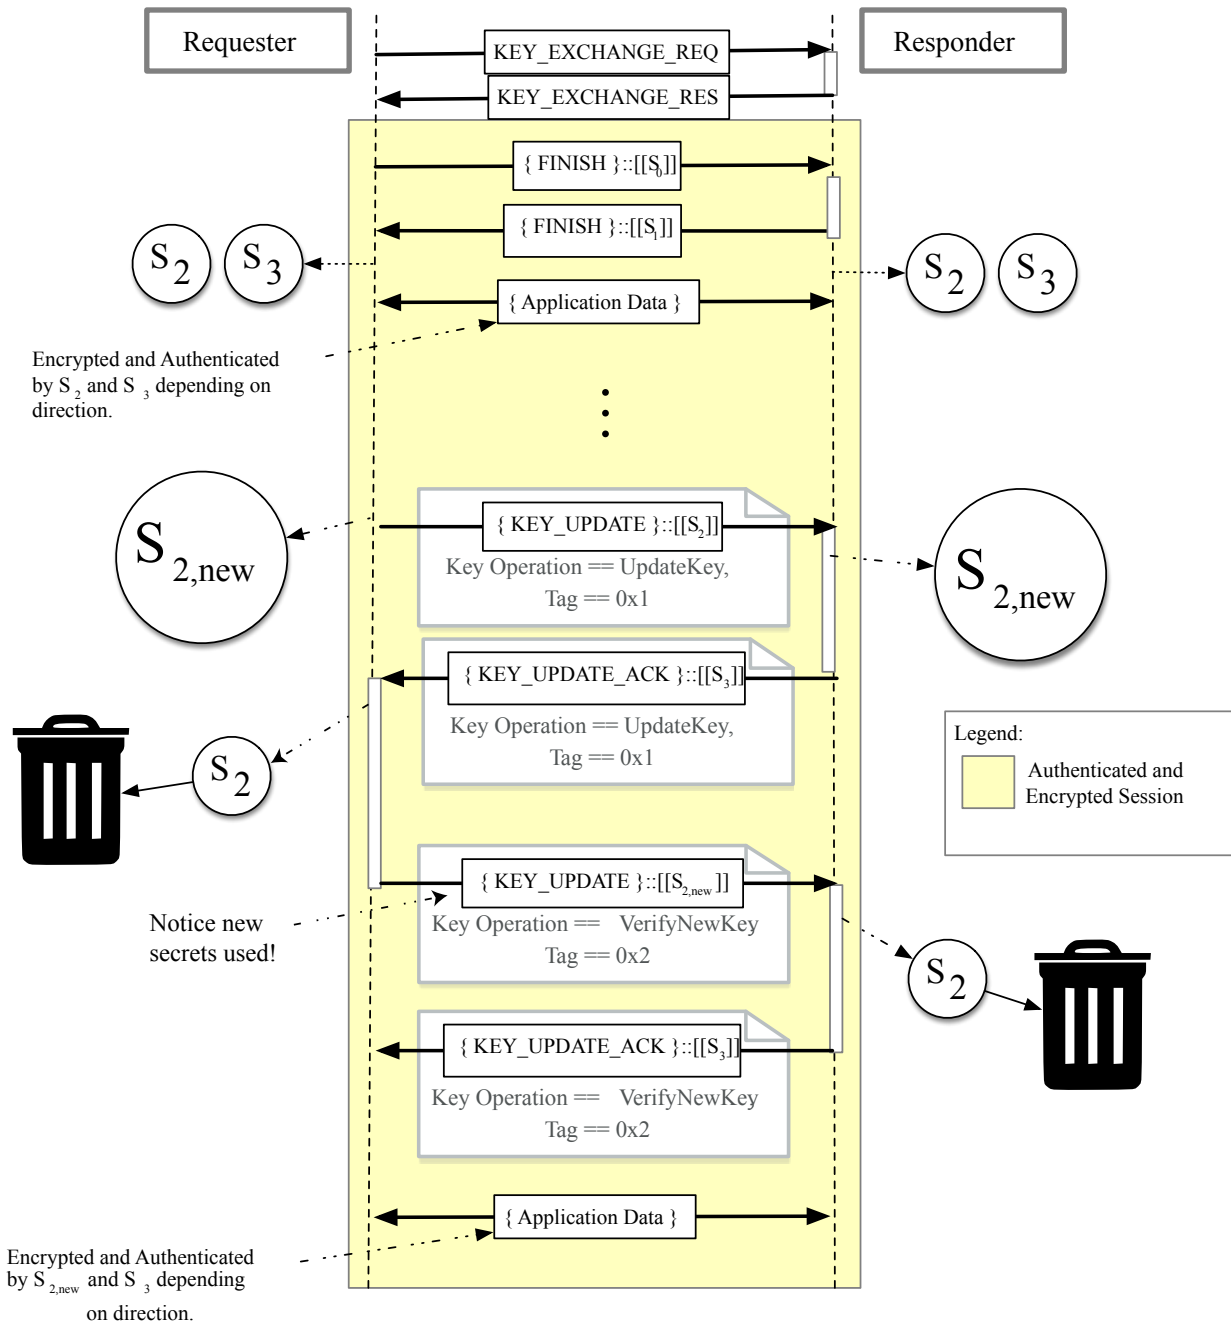 Requester
Responder
KEY_EXCHANGE_REQ
KEY_EXCHANGE_RES
{ FINISH }::[[S0]]
{ FINISH }::[[S1]]
S2
S3
S2
S3
{ Application Data }
Encrypted and Authenticated
by S2 and S3 depending on
direction.
{ KEY_UPDATE }::[[S2]]
Key Operation == UpdateKey,
Tag == 0x1
S2,new
S2,new
{ KEY_UPDATE_ACK }::[[S3]]
Key Operation == UpdateKey,
Tag == 0x1
S2
Legend:
Authenticated and
Encrypted Session
{ KEY_UPDATE }::[[S2,new]]
Key Operation == VerifyNewKey
Tag == 0x2
Notice new
secrets used!
S2
{ KEY_UPDATE_ACK }::[[S3]]
Key Operation == VerifyNewKey
Tag == 0x2
{ Application Data }
Encrypted and Authenticated
by S2,new and S3 depending
on direction.